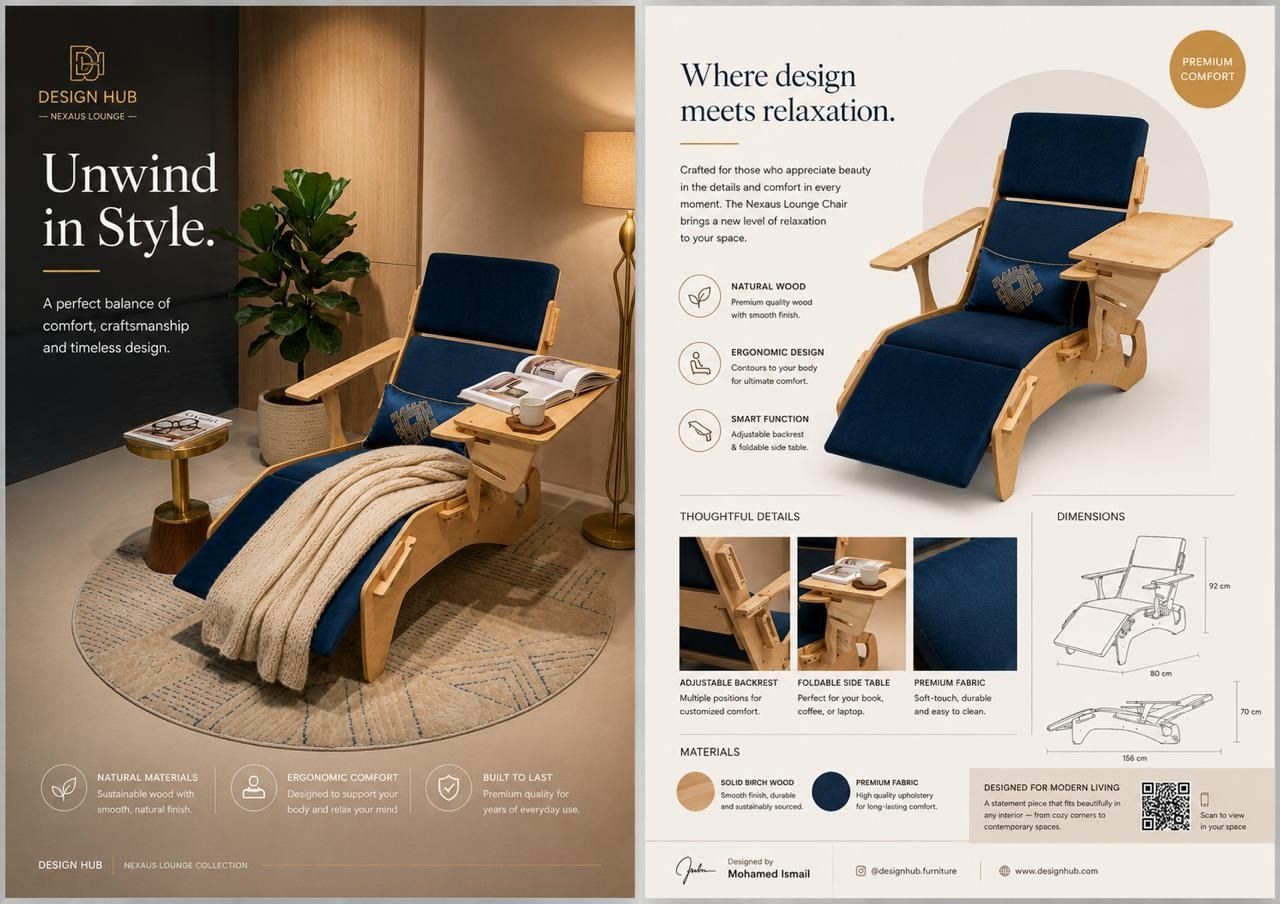 DESIGN HUB
— NEXAUS LOUNGE —
Unwind
in Style.
A perfect balance of
comfort, craftsmanship
and timeless design.
NATURAL MATERIALS
Sustainable wood with
smooth, natural finish.
ERGONOMIC COMFORT
Designed to support your
body and relax your mind
BUILT TO LAST
Premium quality for
years of everyday use.
DESIGN HUB
NEXAUS LOUNGE COLLECTION
Where design
meets relaxation.
PREMIUM
COMFORT
Crafted for those who appreciate beauty
in the details and comfort in every
moment. The Nexaus Lounge Chair
brings a new level of relaxation
to your space.
NATURAL WOOD
Premium quality wood
with smooth finish.
ERGONOMIC DESIGN
Contours to your body
for ultimate comfort.
SMART FUNCTION
Adjustable backrest
& foldable side table.
THOUGHTFUL DETAILS
ADJUSTABLE BACKREST
Multiple positions for
customized comfort.
FOLDABLE SIDE TABLE
Perfect for your book,
coffee, or laptop.
PREMIUM FABRIC
Soft-touch, durable
and easy to clean.
DIMENSIONS
92 cm
80 cm
70 cm
156 cm
MATERIALS
SOLID BIRCH WOOD
Smooth finish, durable
and sustainably sourced.
PREMIUM FABRIC
High quality upholstery
for long-lasting comfort.
DESIGNED FOR MODERN LIVING
A statement piece that fits beautifully in
any interior — from cozy corners to
contemporary spaces.
Scan to view
in your space
Designed by
Mohamed Ismail
@designhub.furniture
www.designhub.com